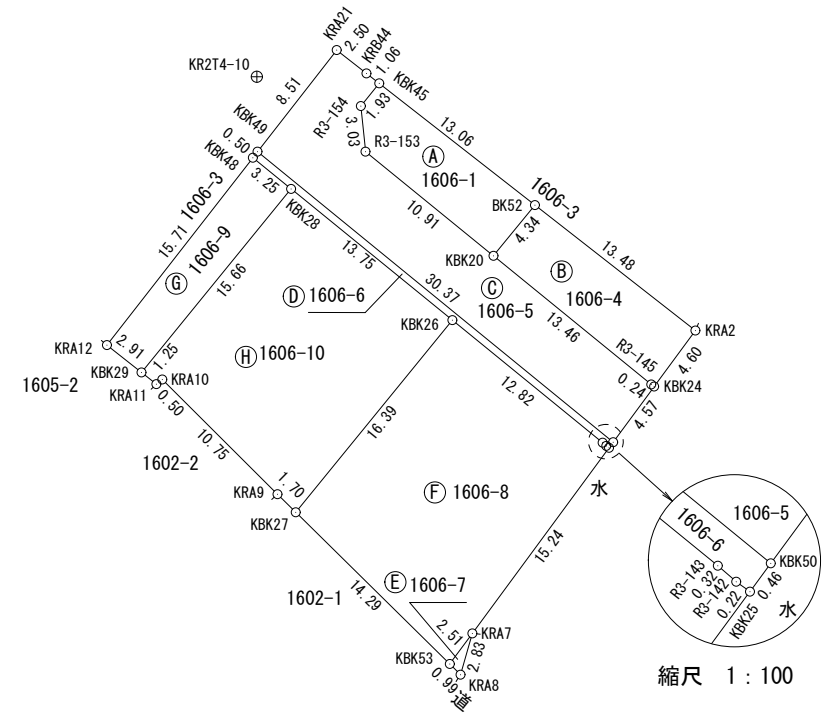 KRA21
2.50
KRB44
1.06
KR2T4-10
8.51
R3-154
1.93
KBK45
3.03
R3-153
13.06
KBK49
0.50
KBK48
3.25
Ⓐ
1606-1
1606-3
BK52
4.34
13.48
1606-3
15.71
KBK28
10.91
KBK20
Ⓑ
1606-4
Ⓖ 1606-9
15.66
13.75
30.37
Ⓒ
1606-5
13.46
Ⓓ 1606-6
KBK26
R3-145
KRA2
4.60
0.24
KBK24
4.57
KRA12
2.91
1.25
KBK29
KRA10
KRA11
0.50
1605-2
Ⓗ 1606-10
12.82
16.39
10.75
1602-2
水
KRA9
1.70
KBK27
Ⓕ 1606-8
15.24
1606-5
1606-6
KBK50
R3-143
0.32
R3-142
0.22
KBK25
0.46
水
Ⓔ 1606-7
1602-1
14.29
2.51
KRA7
KBK53
2.83
0.99
KRA8
道
縮尺 1:100